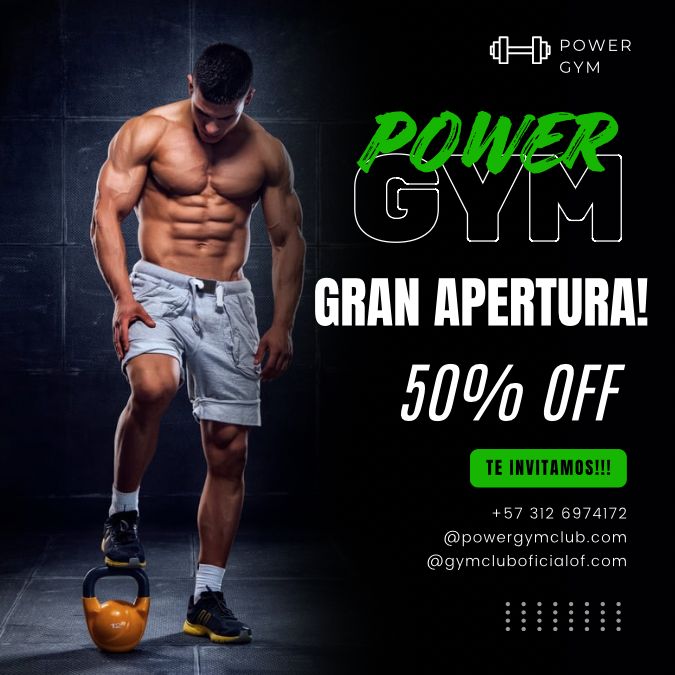 POWER
GYM
POWER
GYM
GRAN APERTURA!
50% OFF
TE INVITAMOS!!!
+57 312 6974172
@powergymclub.com
@gymcluboficialof.com